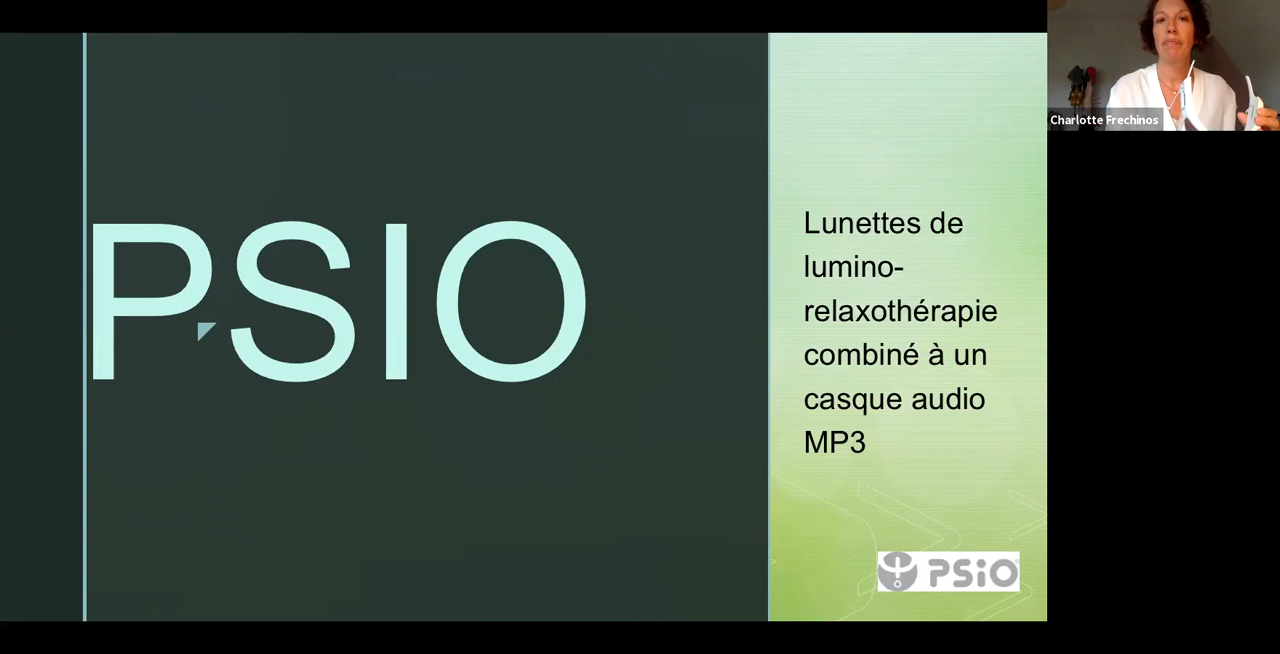 PSIO
Lunettes de
lumino-
relaxothérapie
combiné à un
casque audio
MP3
PSiO
Charlotte Frechinos